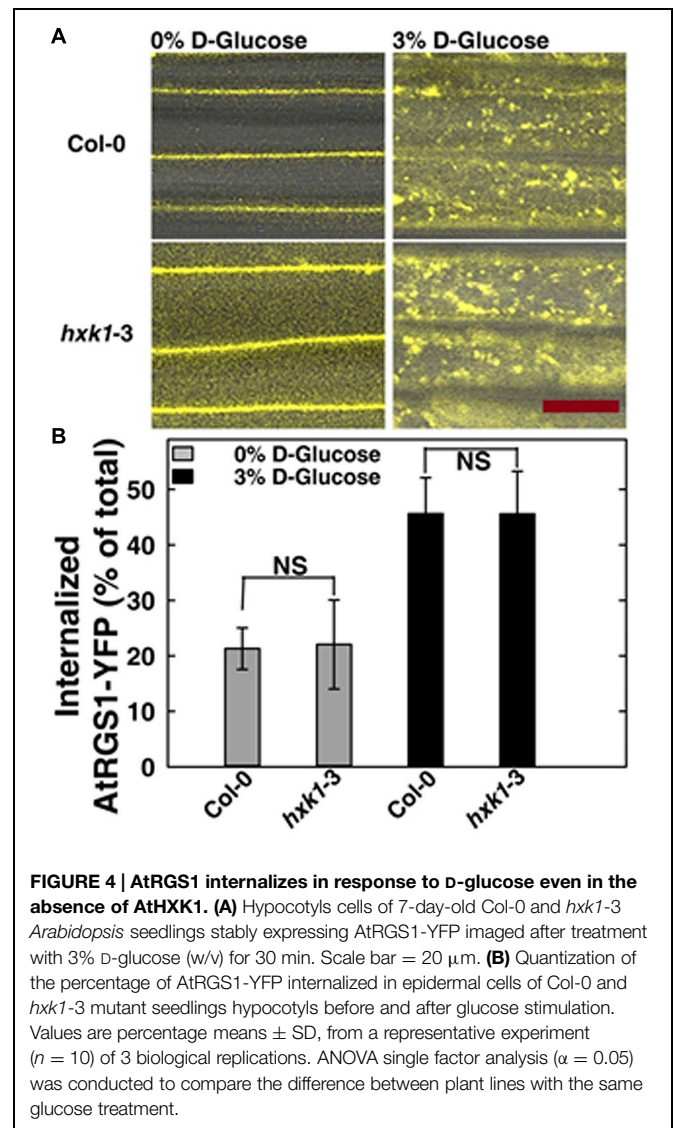 A
0% D-Glucose
3% D-Glucose
Col-0
hxk1-3
B
Internalized
AtRGS1-YFP (% of total)
0% D-Glucose
3% D-Glucose
NS
NS
50
40
30
20
10
0
Col-0
hxk1-3
Col-0
hxk1-3
FIGURE 4 | AtRGS1 internalizes in response to D-glucose even in the
absence of AtHXK1. (A) Hypocotyls cells of 7-day-old Col-0 and hxk1-3
Arabidopsis seedlings stably expressing AtRGS1-YFP imaged after treatment
with 3% D-glucose (w/v) for 30 min. Scale bar = 20 μm. (B) Quantization of
the percentage of AtRGS1-YFP internalized in epidermal cells of Col-0 and
hxk1-3 mutant seedlings hypocotyls before and after glucose stimulation.
Values are percentage means ± SD, from a representative experiment
(n = 10) of 3 biological replications. ANOVA single factor analysis (α = 0.05)
was conducted to compare the difference between plant lines with the same
glucose treatment.